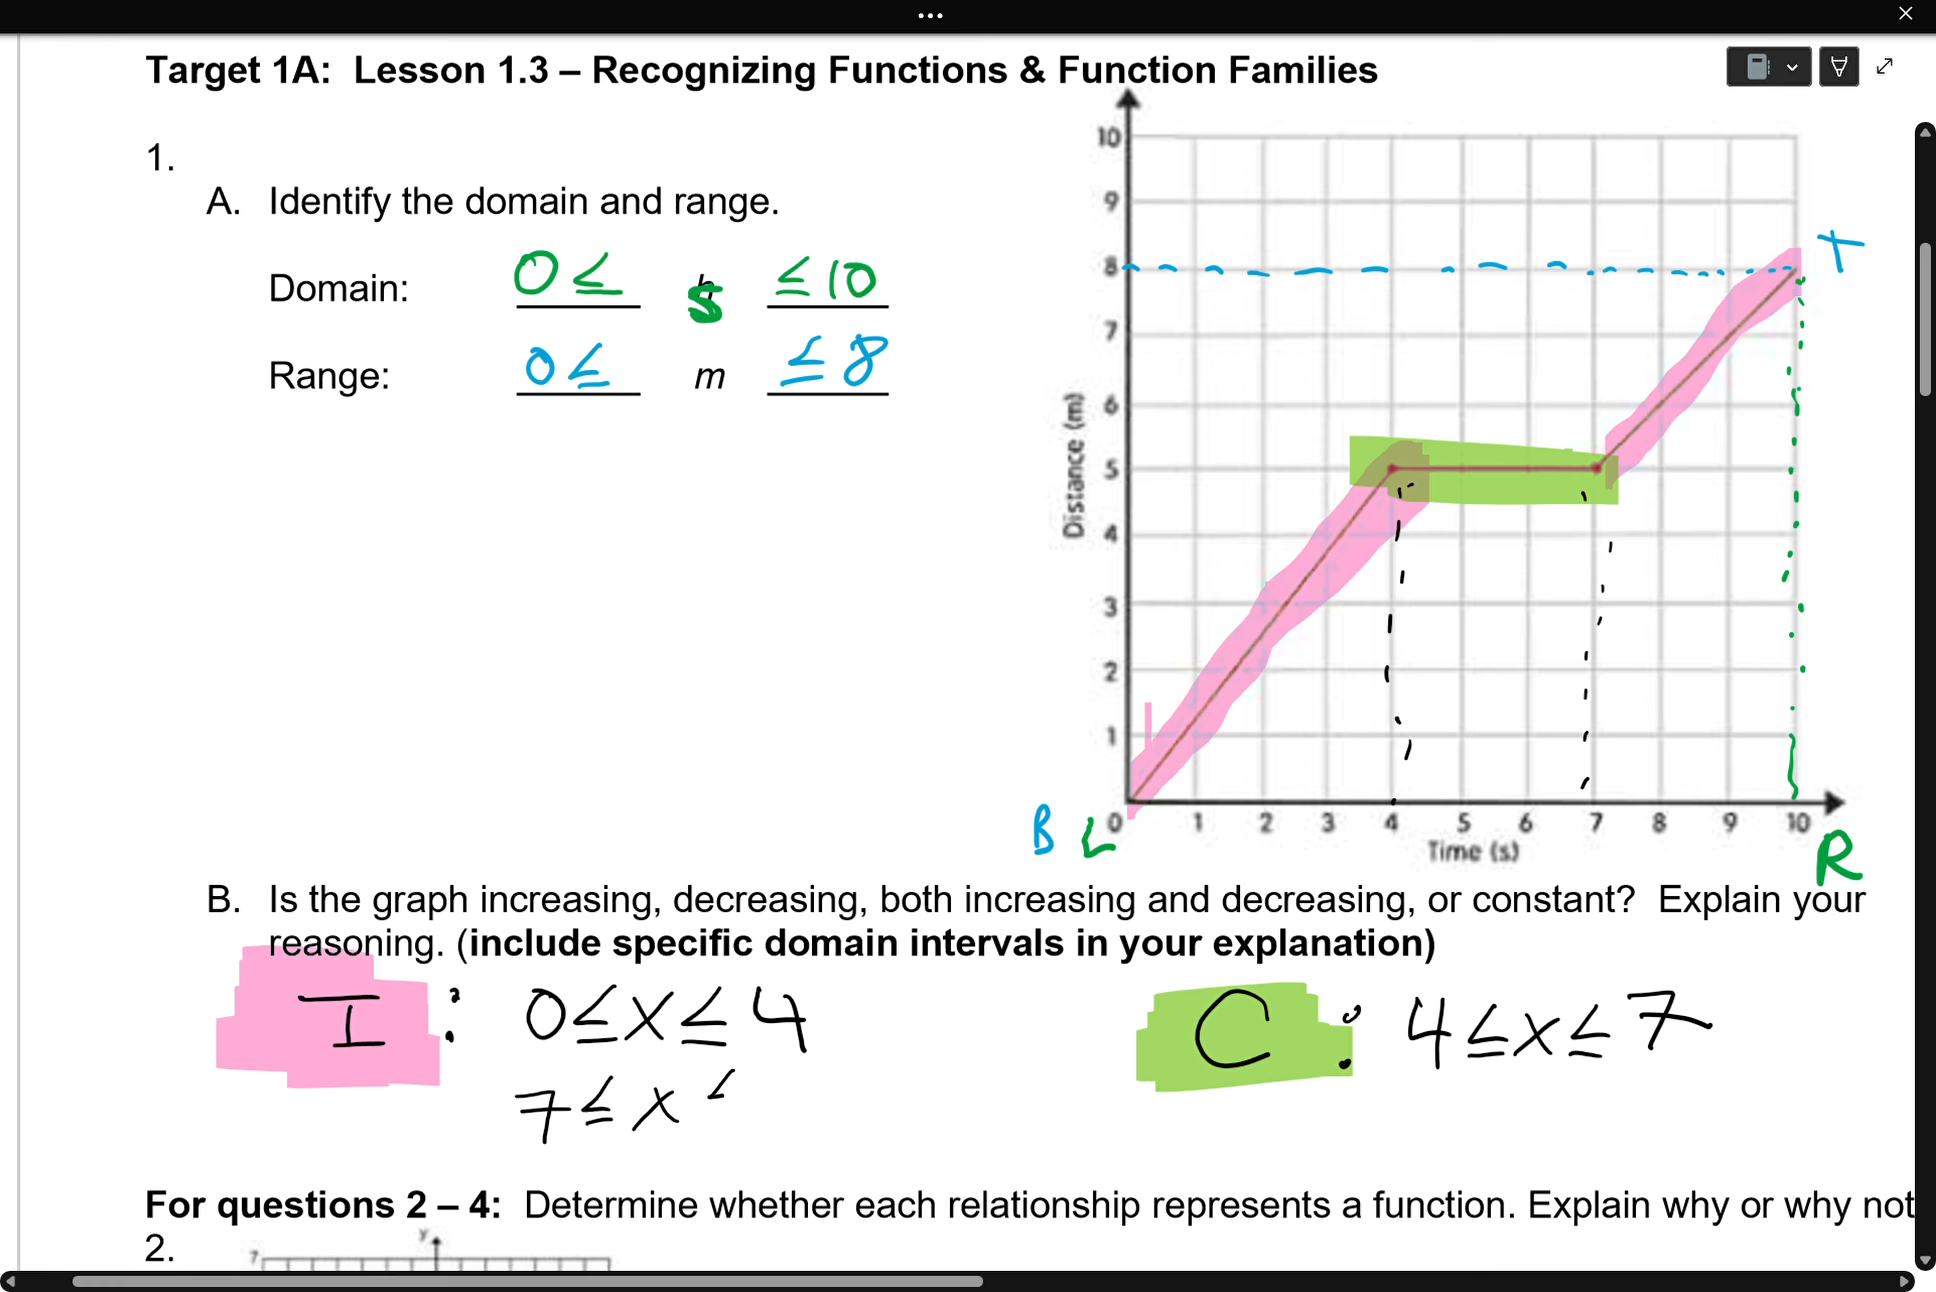 Target 1A: Lesson 1.3 – Recognizing Functions & Function Families
1.
A. Identify the domain and range.
Domain: 0 ≤ s ≤ 10
Range: 0 ≤ m ≤ 8
10
9
8
7
6
5
4
3
2
1
Distance (m)
T
B L 0 1 2 3 4 5 6 7 8 9 10 R
Time (s)
B. Is the graph increasing, decreasing, both increasing and decreasing, or constant? Explain your
reasoning. (include specific domain intervals in your explanation)
I : 0 ≤ x ≤ 4 C : 4 ≤ x ≤ 7
7 ≤ x <
For questions 2 – 4: Determine whether each relationship represents a function. Explain why or why not
2.
y
7